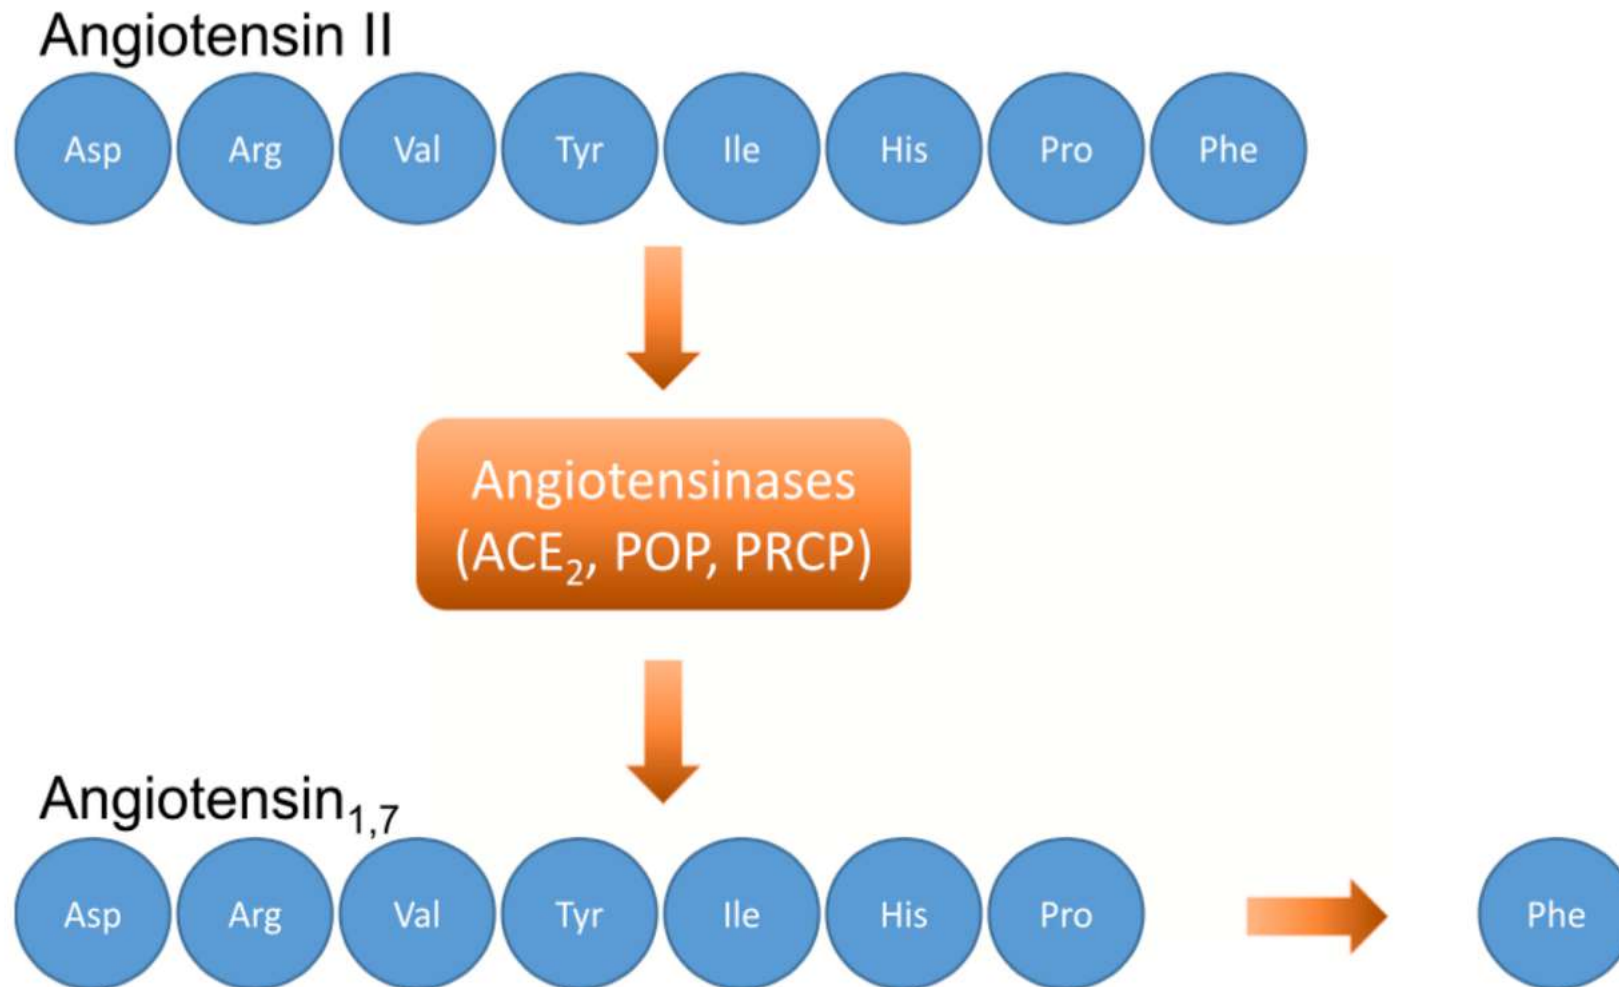 Angiotensin II
Asp Arg Val Tyr Ile His Pro Phe
Angiotensinases
(ACE₂, POP, PRCP)
Angiotensin₁,₇
Asp Arg Val Tyr Ile His Pro Phe